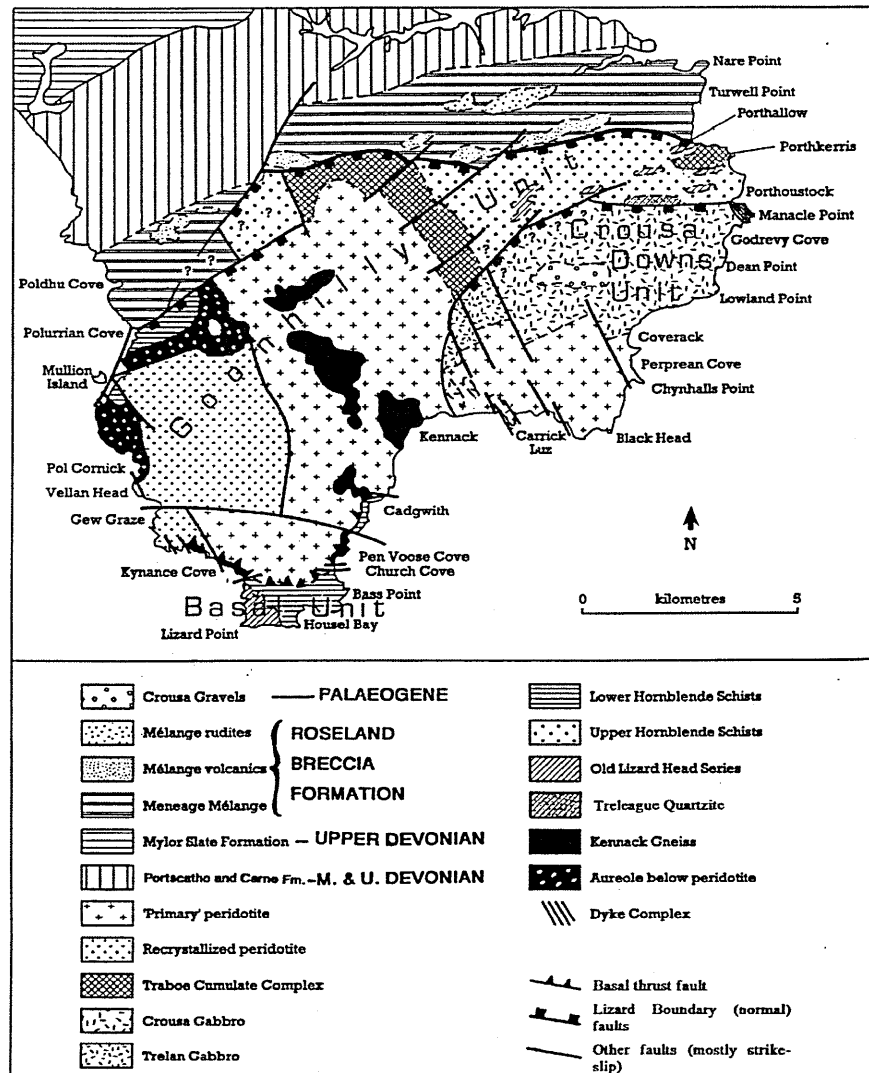 Nare Point
Turwell Point
Porthallow
Porthkerris
Porthoustock
Manacle Point
Godrevy Cove
Dean Point
Lowland Point
Coverack
Perprean Cove
Chynhalls Point
Black Head
Carrick
Luz
Kennack
Cadgwith
Pen Voose Cove
Church Cove
Bass Point
Housel Bay
Lizard Point
Kynance Cove
Gew Graze
Vellan Head
Pol Cornick
Mullion
Island
Polurrian Cove
Poldhu Cove
Goonhilly Unit
Crousa
Downs
Unit
Basal Unit
? ? ? ? ? ? ?
N
0 kilometres 5
Crousa Gravels — PALAEOGENE
Mélange rudites
Mélange volcanics
Meneage Mélange
ROSELAND
BRECCIA
FORMATION
Mylor Slate Formation – UPPER DEVONIAN
Portscatho and Carne Fm.–M. & U. DEVONIAN
'Primary' peridotite
Recrystallized peridotite
Traboe Cumulate Complex
Crousa Gabbro
Trelan Gabbro
Lower Hornblende Schists
Upper Hornblende Schists
Old Lizard Head Series
Treleague Quartzite
Kennack Gneiss
Aureole below peridotite
Dyke Complex
Basal thrust fault
Lizard Boundary (normal)
faults
Other faults (mostly strike-
slip)